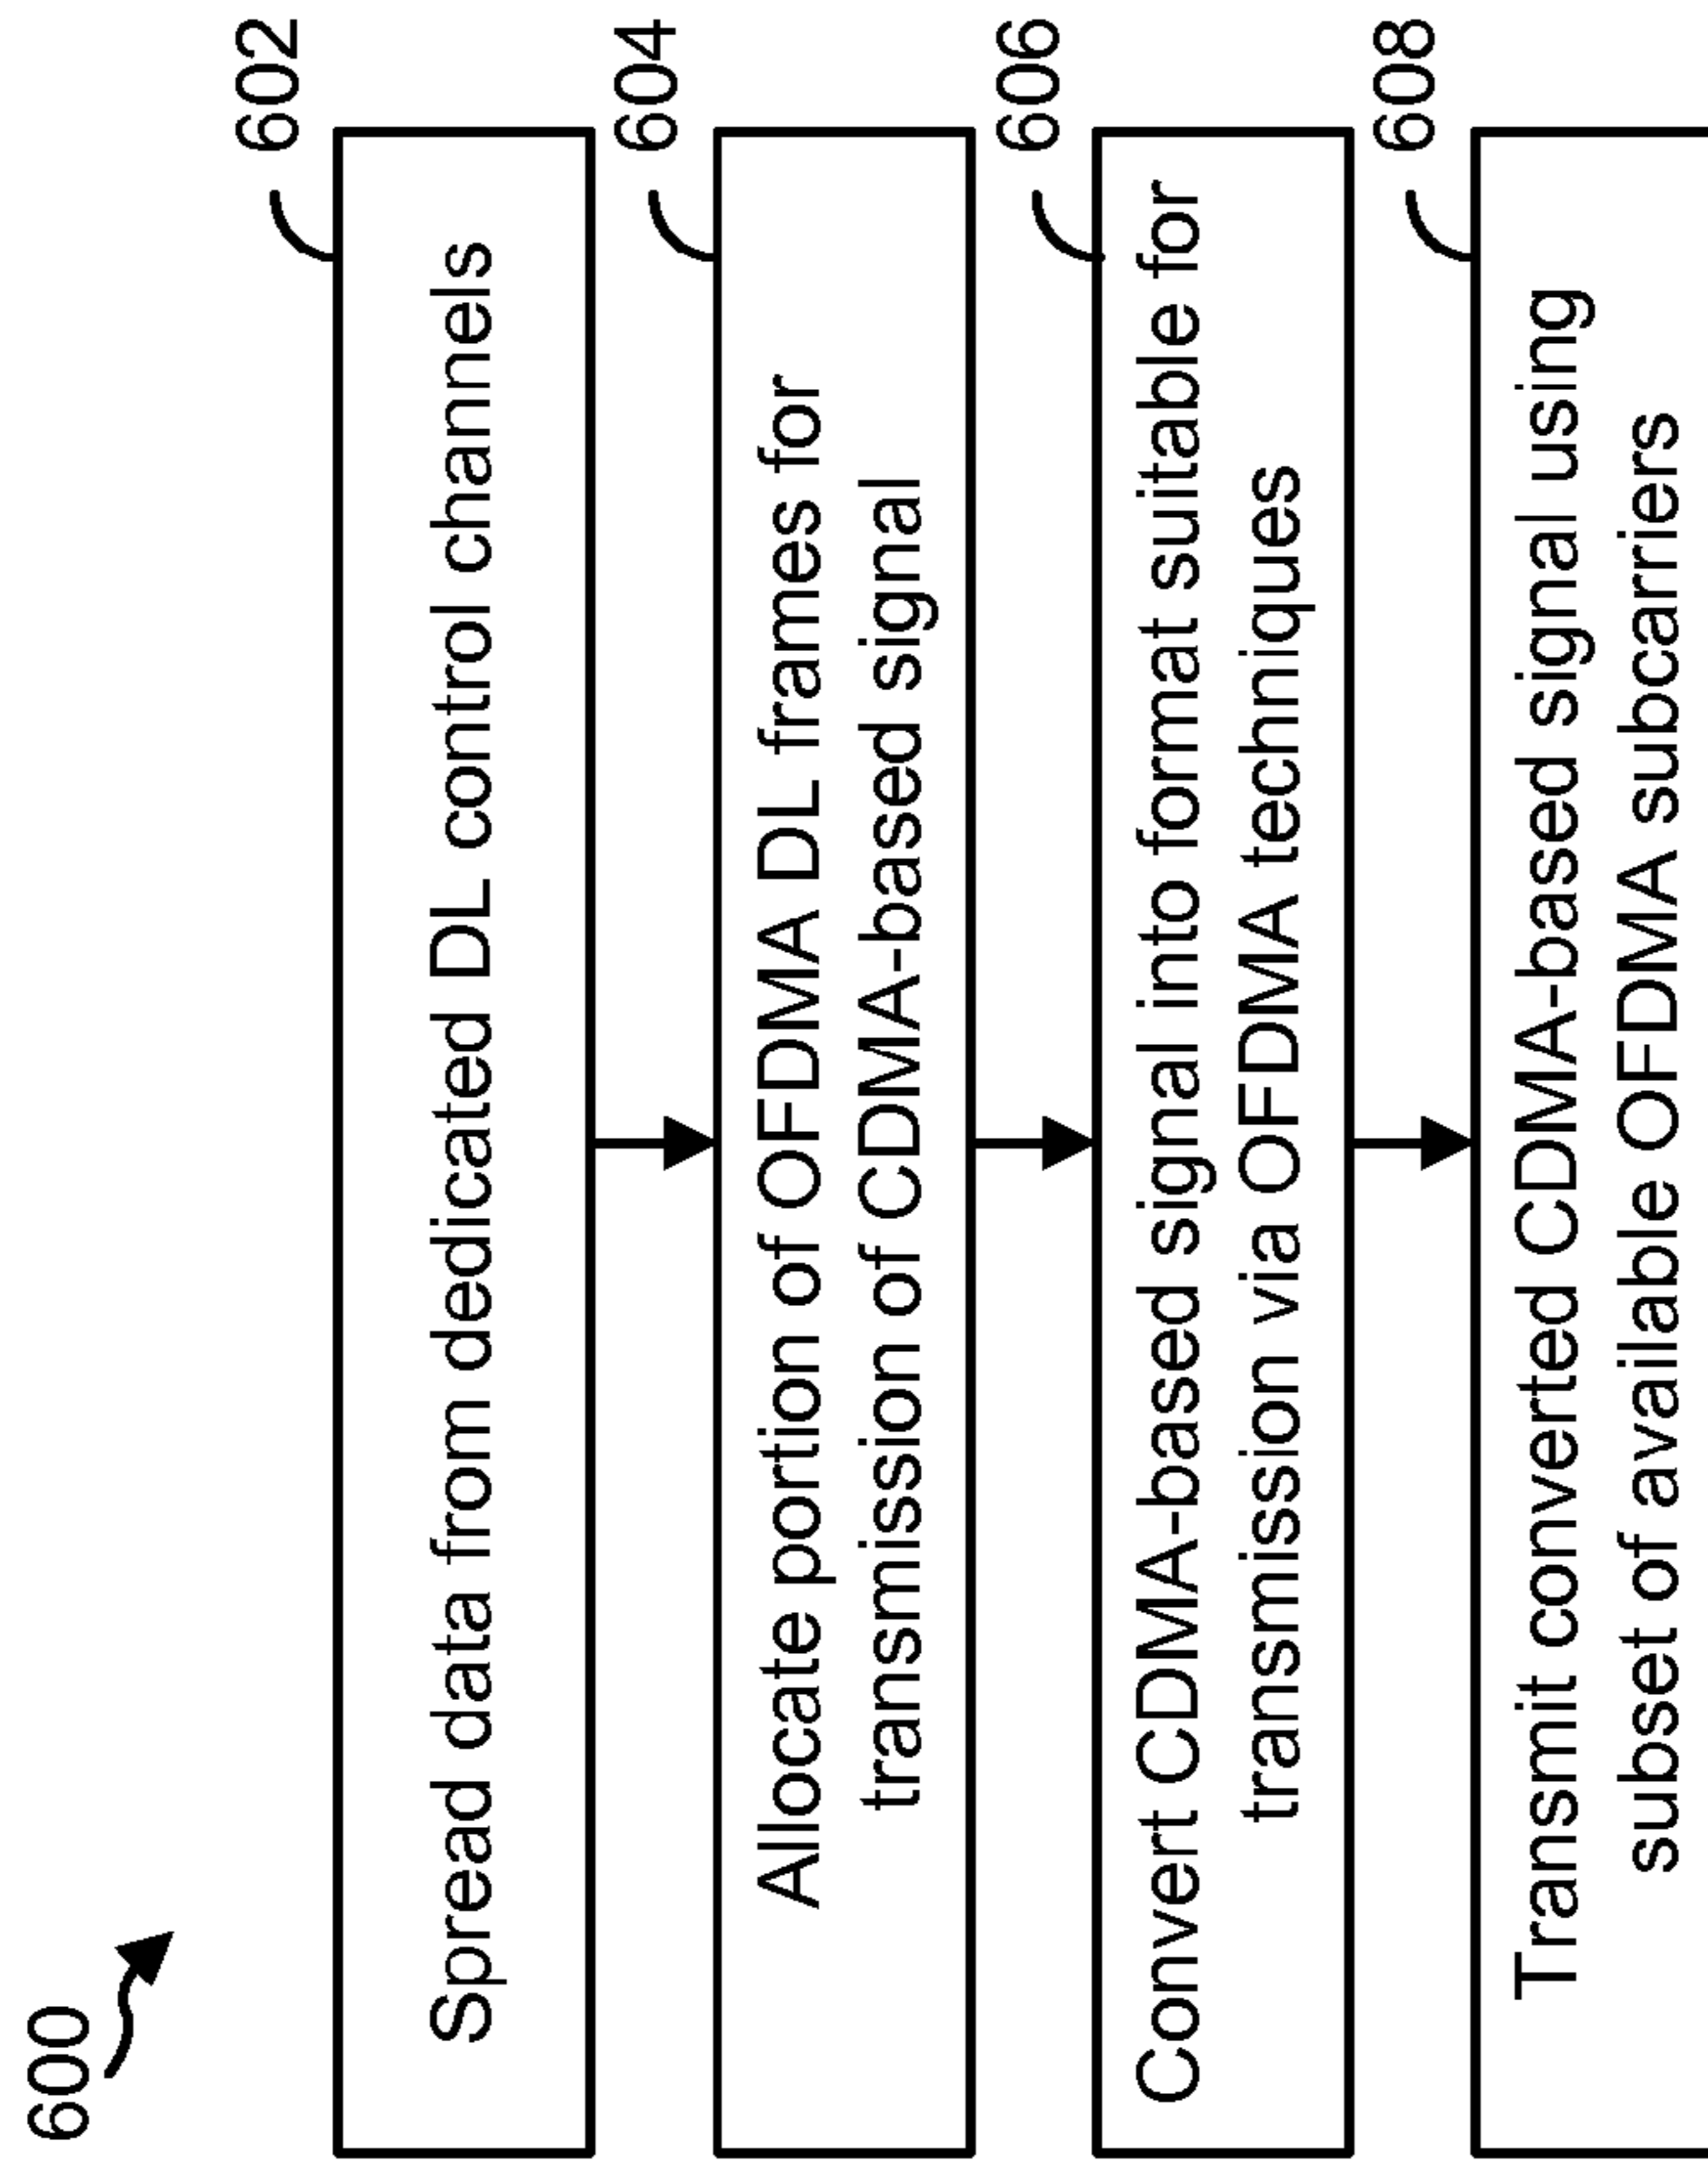 600
602
Spread data from dedicated DL control channels
604
Allocate portion of OFDMA DL frames for
transmission of CDMA-based signal
606
Convert CDMA-based signal into format suitable for
transmission via OFDMA techniques
608
Transmit converted CDMA-based signal using
subset of available OFDMA subcarriers